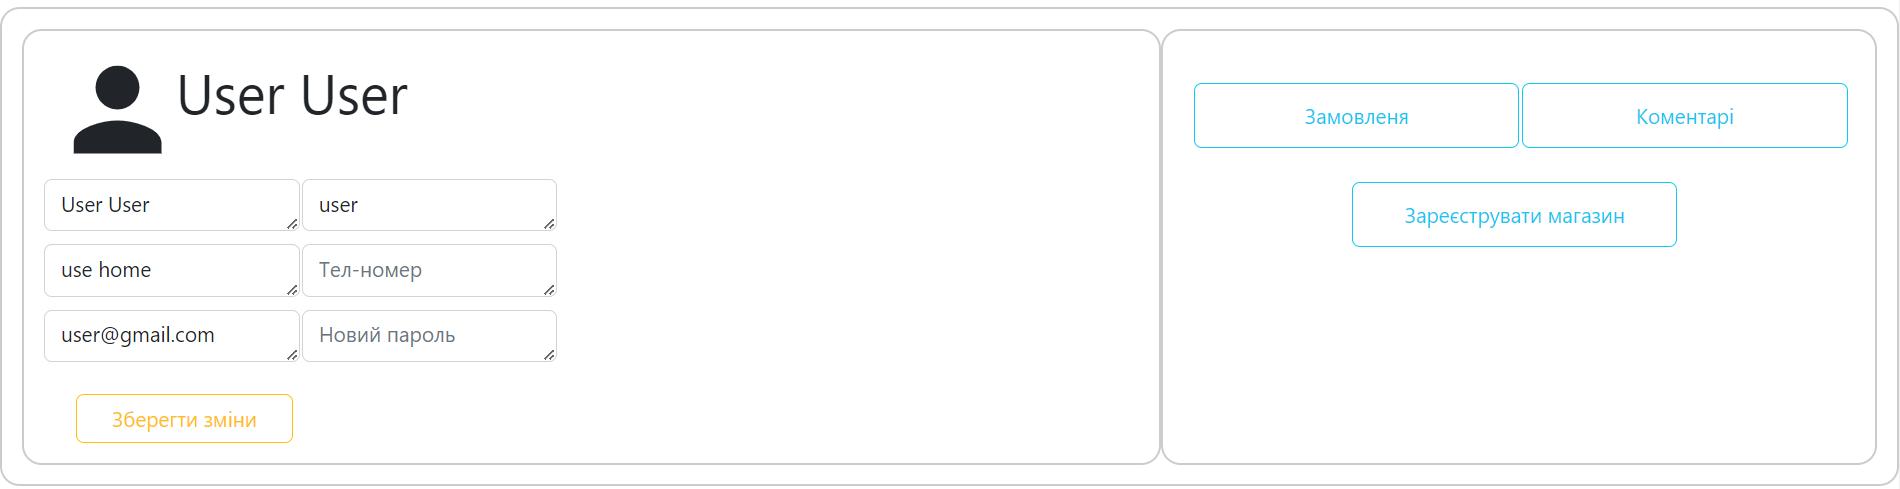 User User
User User
user
use home
Тел-номер
user@gmail.com
Новий пароль
Зберегти зміни
Замовленя
Коментарі
Зареєструвати магазин